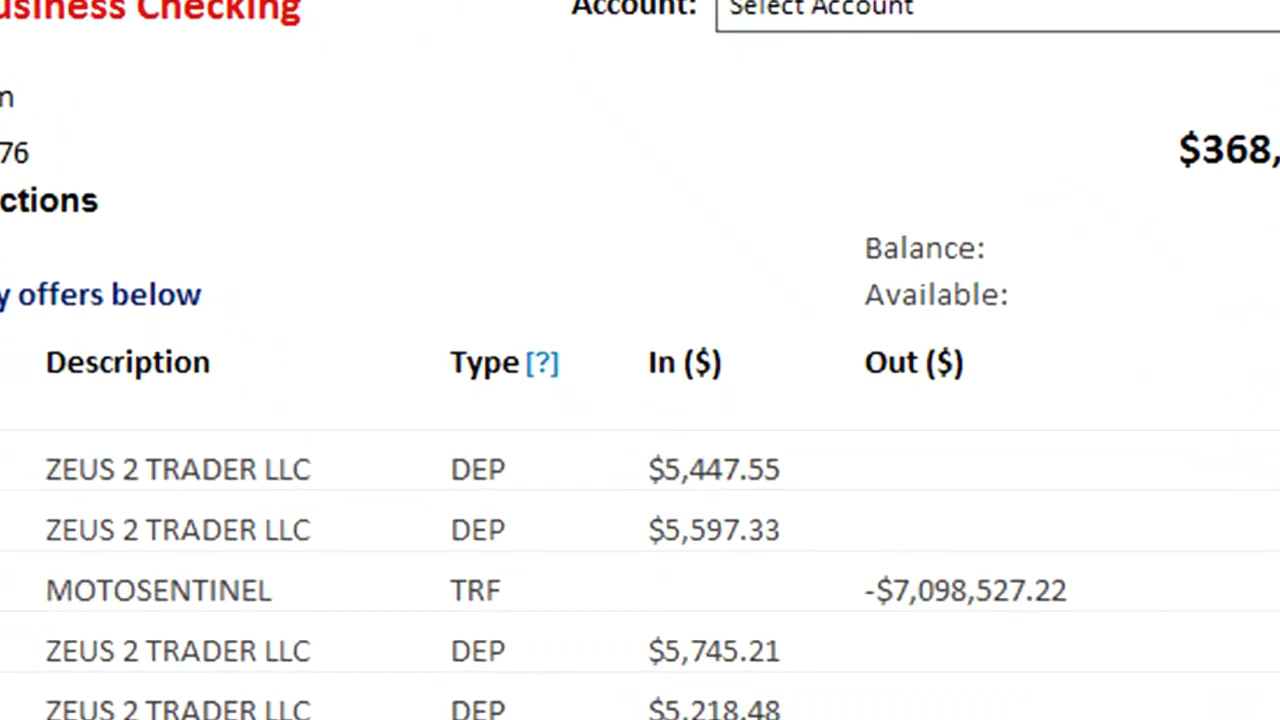 usiness Checking Account: Select Account
n
76 $368,
ctions
Balance:
y offers below Available:
Description Type [?] In ($) Out ($)
ZEUS 2 TRADER LLC DEP $5,447.55
ZEUS 2 TRADER LLC DEP $5,597.33
MOTOSENTINEL TRF -$7,098,527.22
ZEUS 2 TRADER LLC DEP $5,745.21
ZEUS 2 TRADER LLC DEP $5,218.48